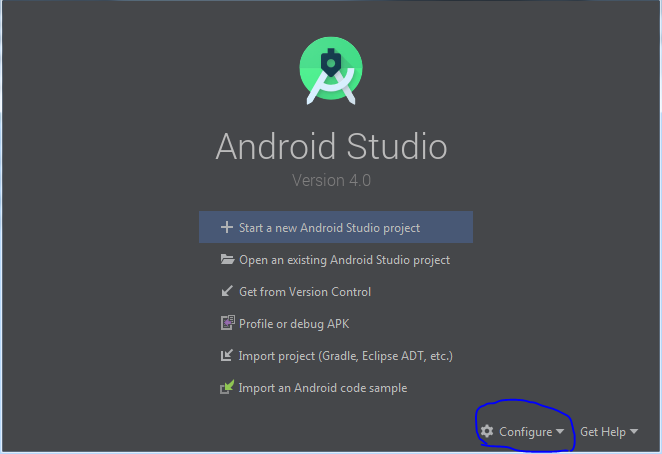 Android Studio
Version 4.0
Start a new Android Studio project
Open an existing Android Studio project
Get from Version Control
Profile or debug APK
Import project (Gradle, Eclipse ADT, etc.)
Import an Android code sample
Configure Get Help